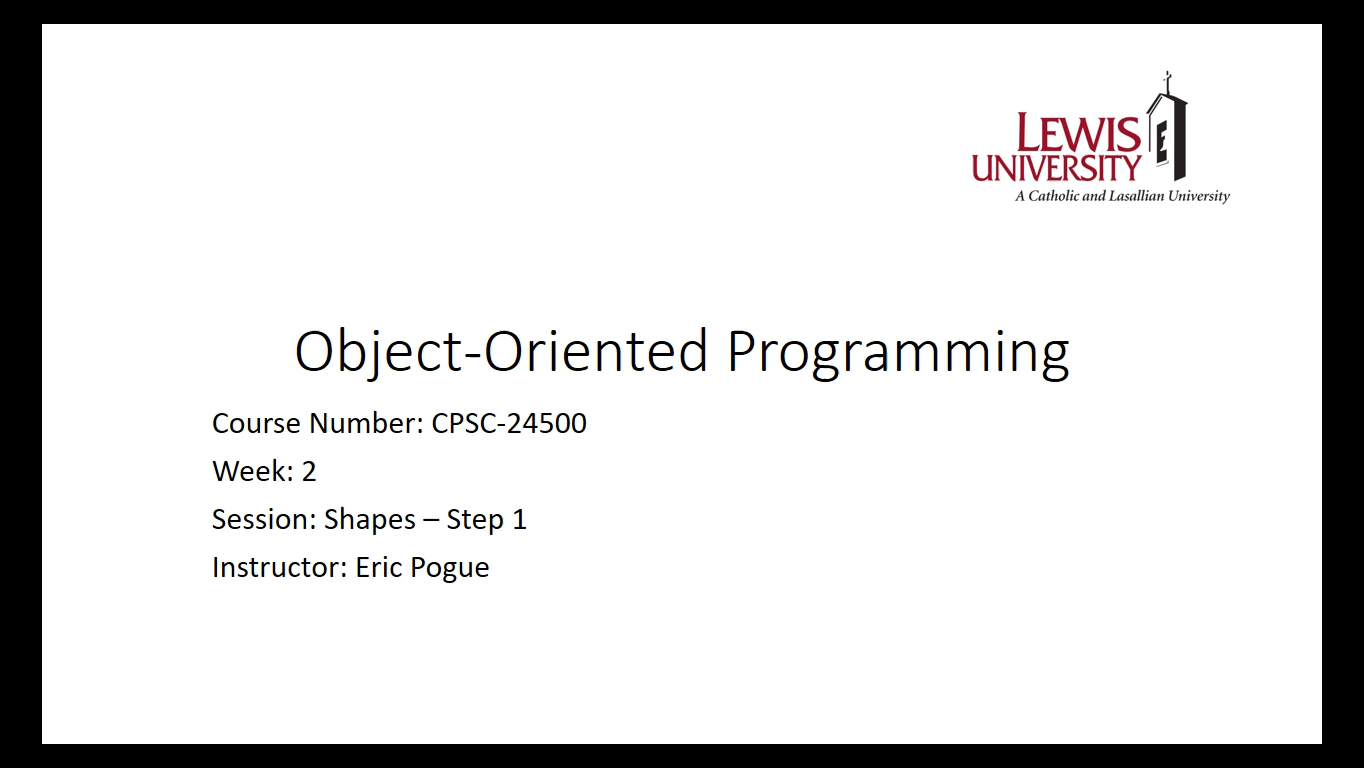 LEWIS
UNIVERSITY
A Catholic and Lasallian University
Object-Oriented Programming
Course Number: CPSC-24500
Week: 2
Session: Shapes – Step 1
Instructor: Eric Pogue